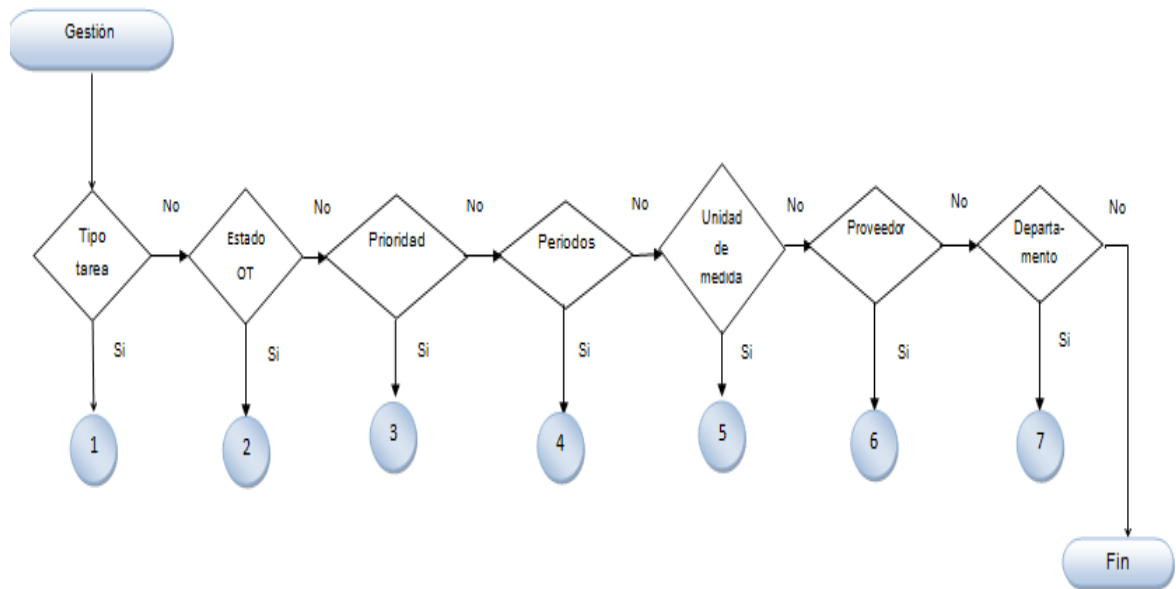 Gestión
No
No
No
No
No
No
No
Tipo
tarea
Estado
OT
Prioridad
Periodos
Unidad
de
medida
Proveedor
Departa-
mento
Si
Si
Si
Si
Si
Si
Si
1
2
3
4
5
6
7
Fin